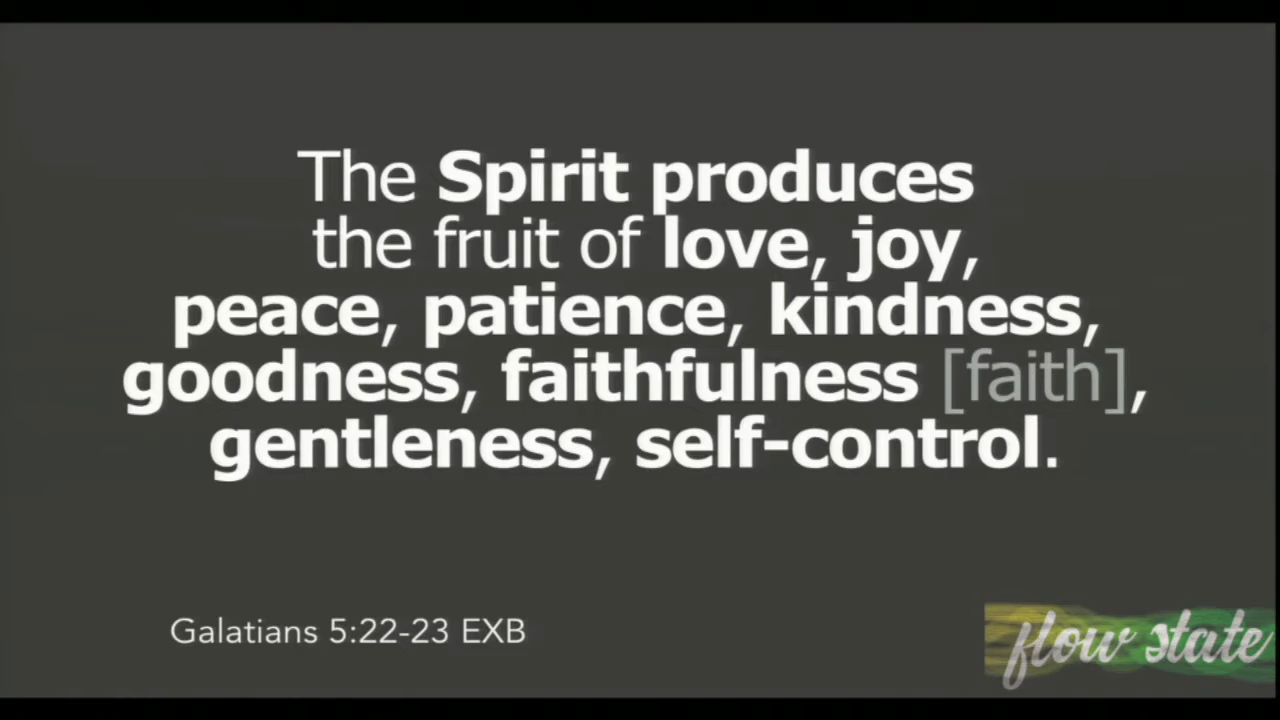 The Spirit produces
the fruit of love, joy,
peace, patience, kindness,
goodness, faithfulness [faith],
gentleness, self-control.
Galatians 5:22-23 EXB
flow state